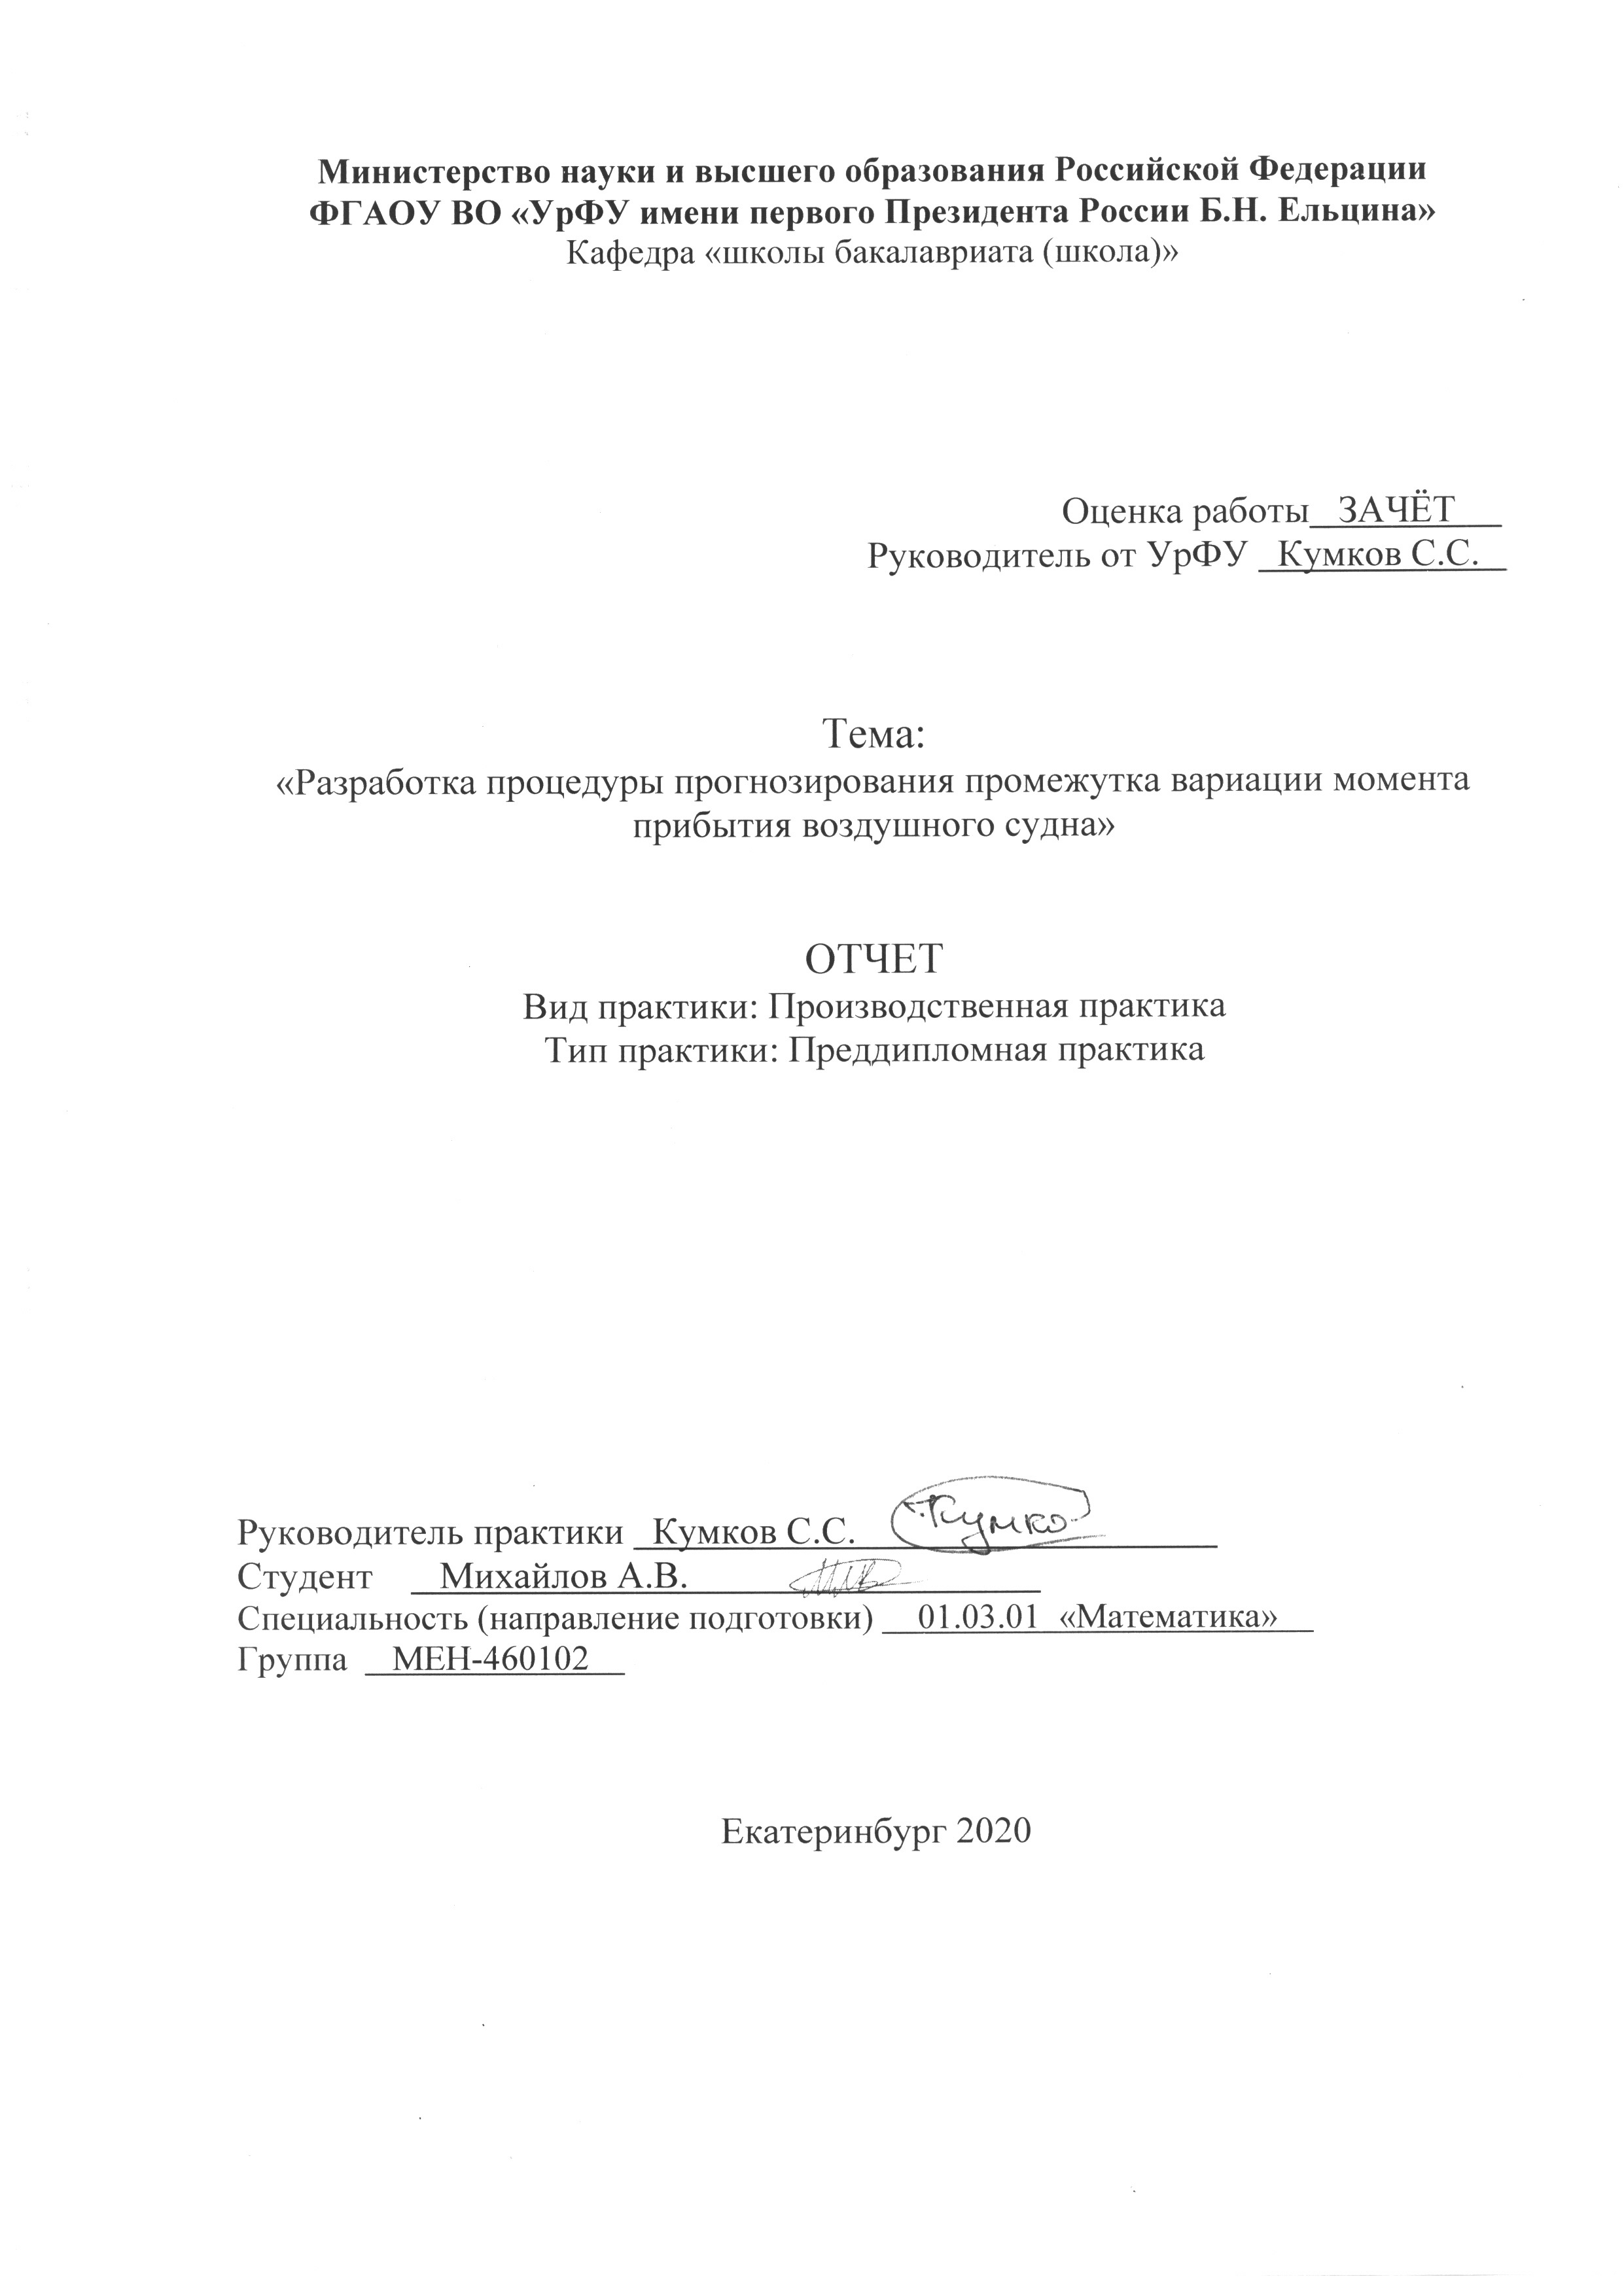 Министерство науки и высшего образования Российской Федерации
ФГАОУ ВО «УрФУ имени первого Президента России Б.Н. Ельцина»
Кафедра «школы бакалавриата (школа)»
Оценка работы ЗАЧЁТ
Руководитель от УрФУ Кумков С.С.
Тема:
«Разработка процедуры прогнозирования промежутка вариации момента
прибытия воздушного судна»
ОТЧЕТ
Вид практики: Производственная практика
Тип практики: Преддипломная практика
Руководитель практики Кумков С.С.
Студент Михайлов А.В.
Специальность (направление подготовки) 01.03.01 «Математика»
Группа МЕН-460102
Екатеринбург 2020